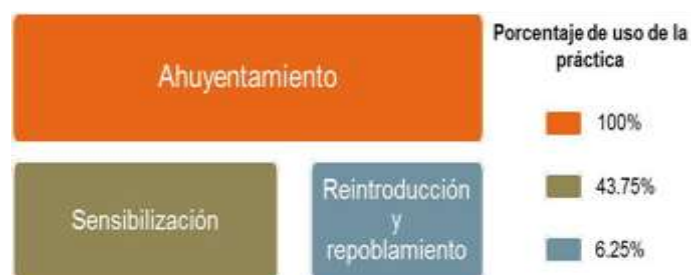 Ahuyentamiento
Sensibilización
Reintroducción
y
repoblamiento
Porcentaje de uso de la
práctica
100%
43.75%
6.25%